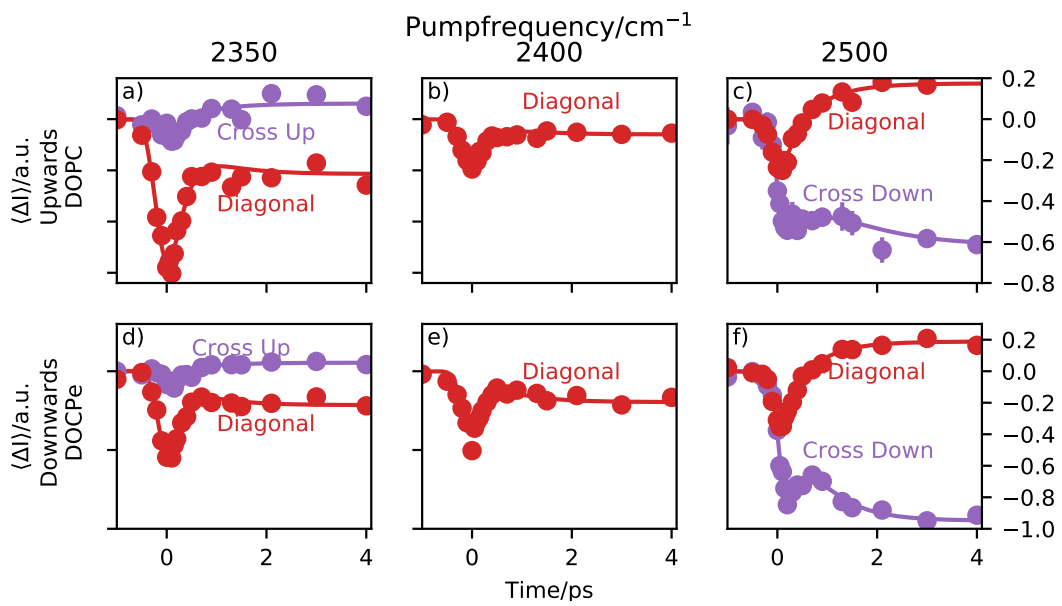 Pumpfrequency/cm⁻¹
2350 2400 2500
a) Cross Up Diagonal
b) Diagonal
c) Diagonal Cross Down
⟨ΔI⟩/a.u.
Upwards
DOPC
0.2
0.0
−0.2
−0.4
−0.6
−0.8
d) Cross Up Diagonal
e) Diagonal
f) Diagonal Cross Down
⟨ΔI⟩/a.u.
Downwards
DOCPe
0.2
0.0
−0.2
−0.4
−0.6
−0.8
−1.0
0 2 4 0 2 4 0 2 4
Time/ps